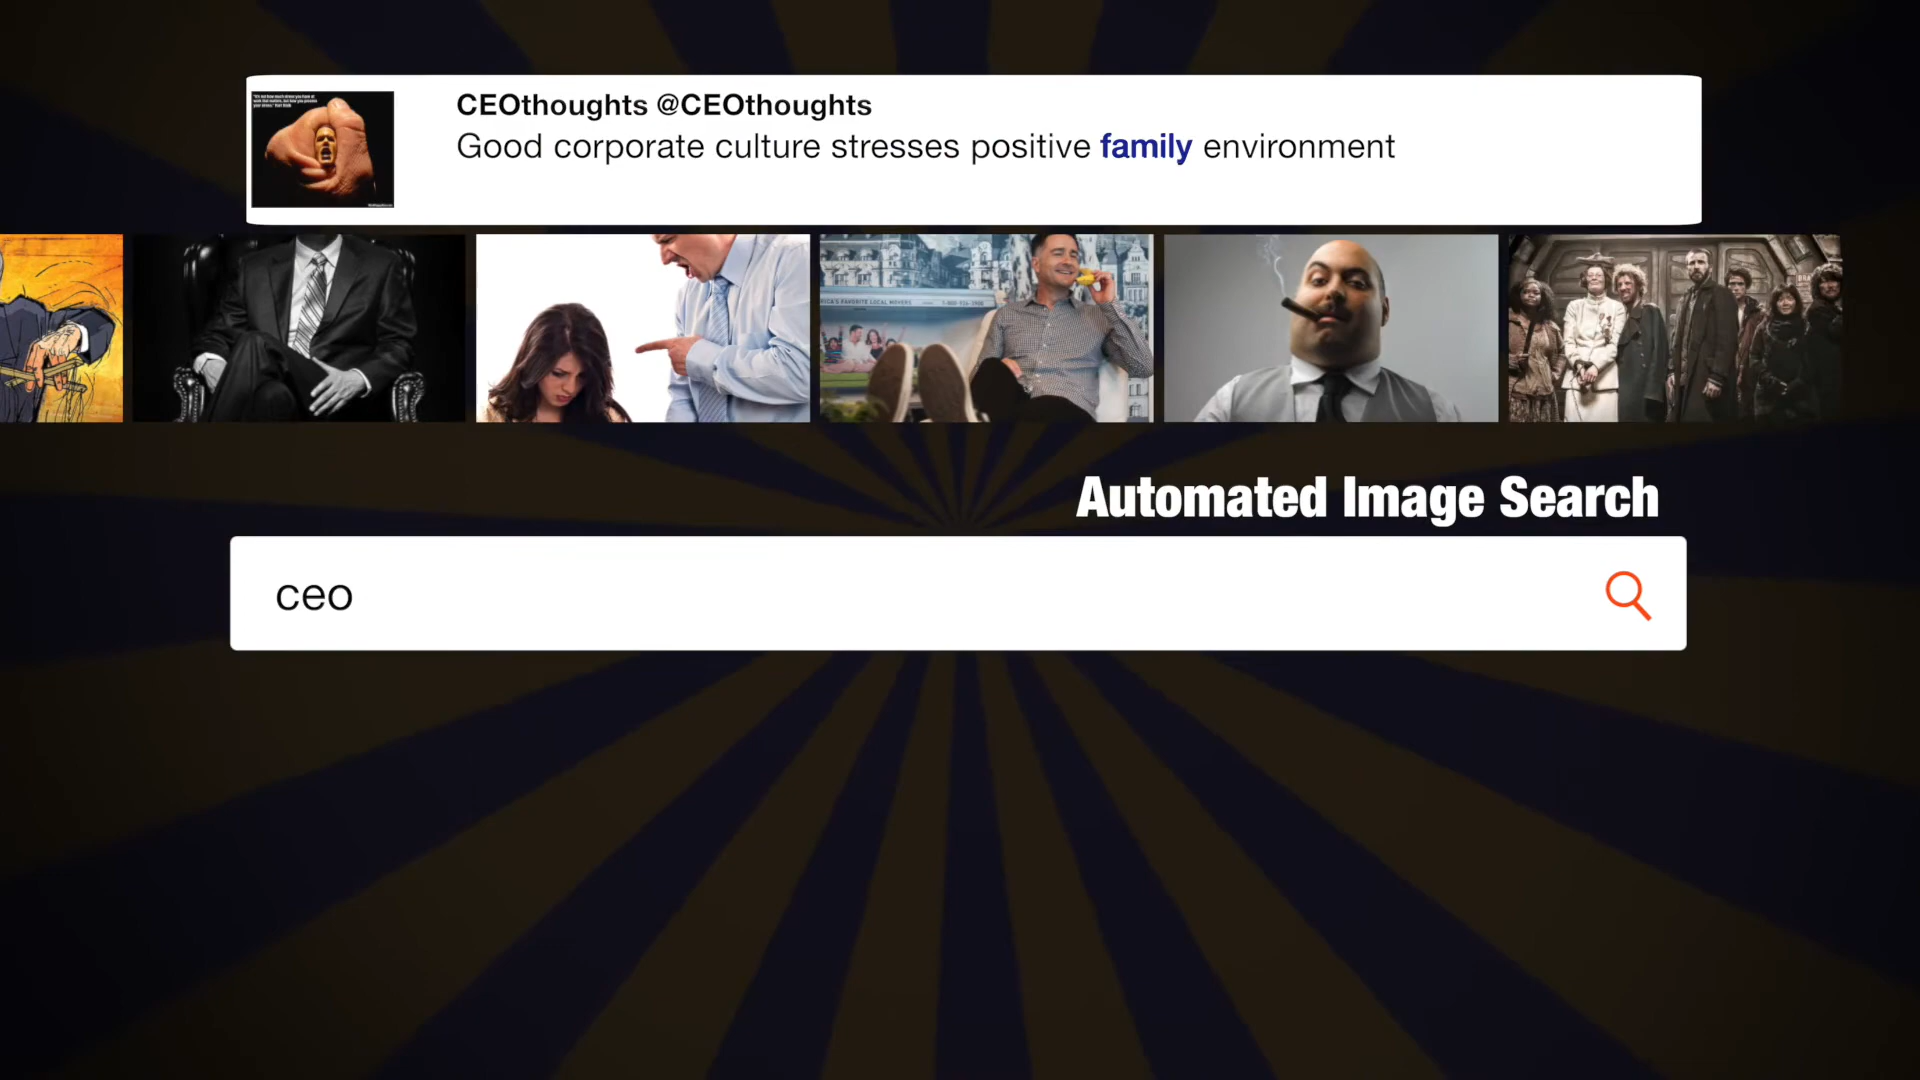 CEOthoughts @CEOthoughts
Good corporate culture stresses positive family environment
Automated Image Search
ceo